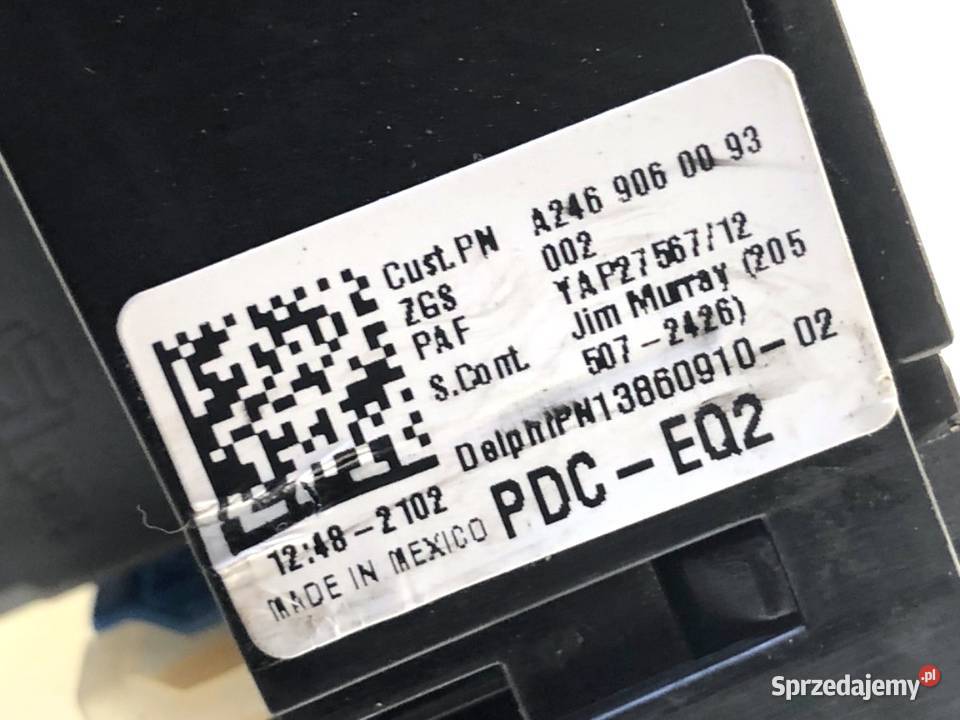 Cust.PN A246 906 00 93
ZGS 002
PAF YAP27567/12
S.Cont Jim Murray (205
507-2426)
DelphiPN13860910-02
12:48-2102 PDC-EQ2
MADE IN MEXICO
Sprzedajemy.pl